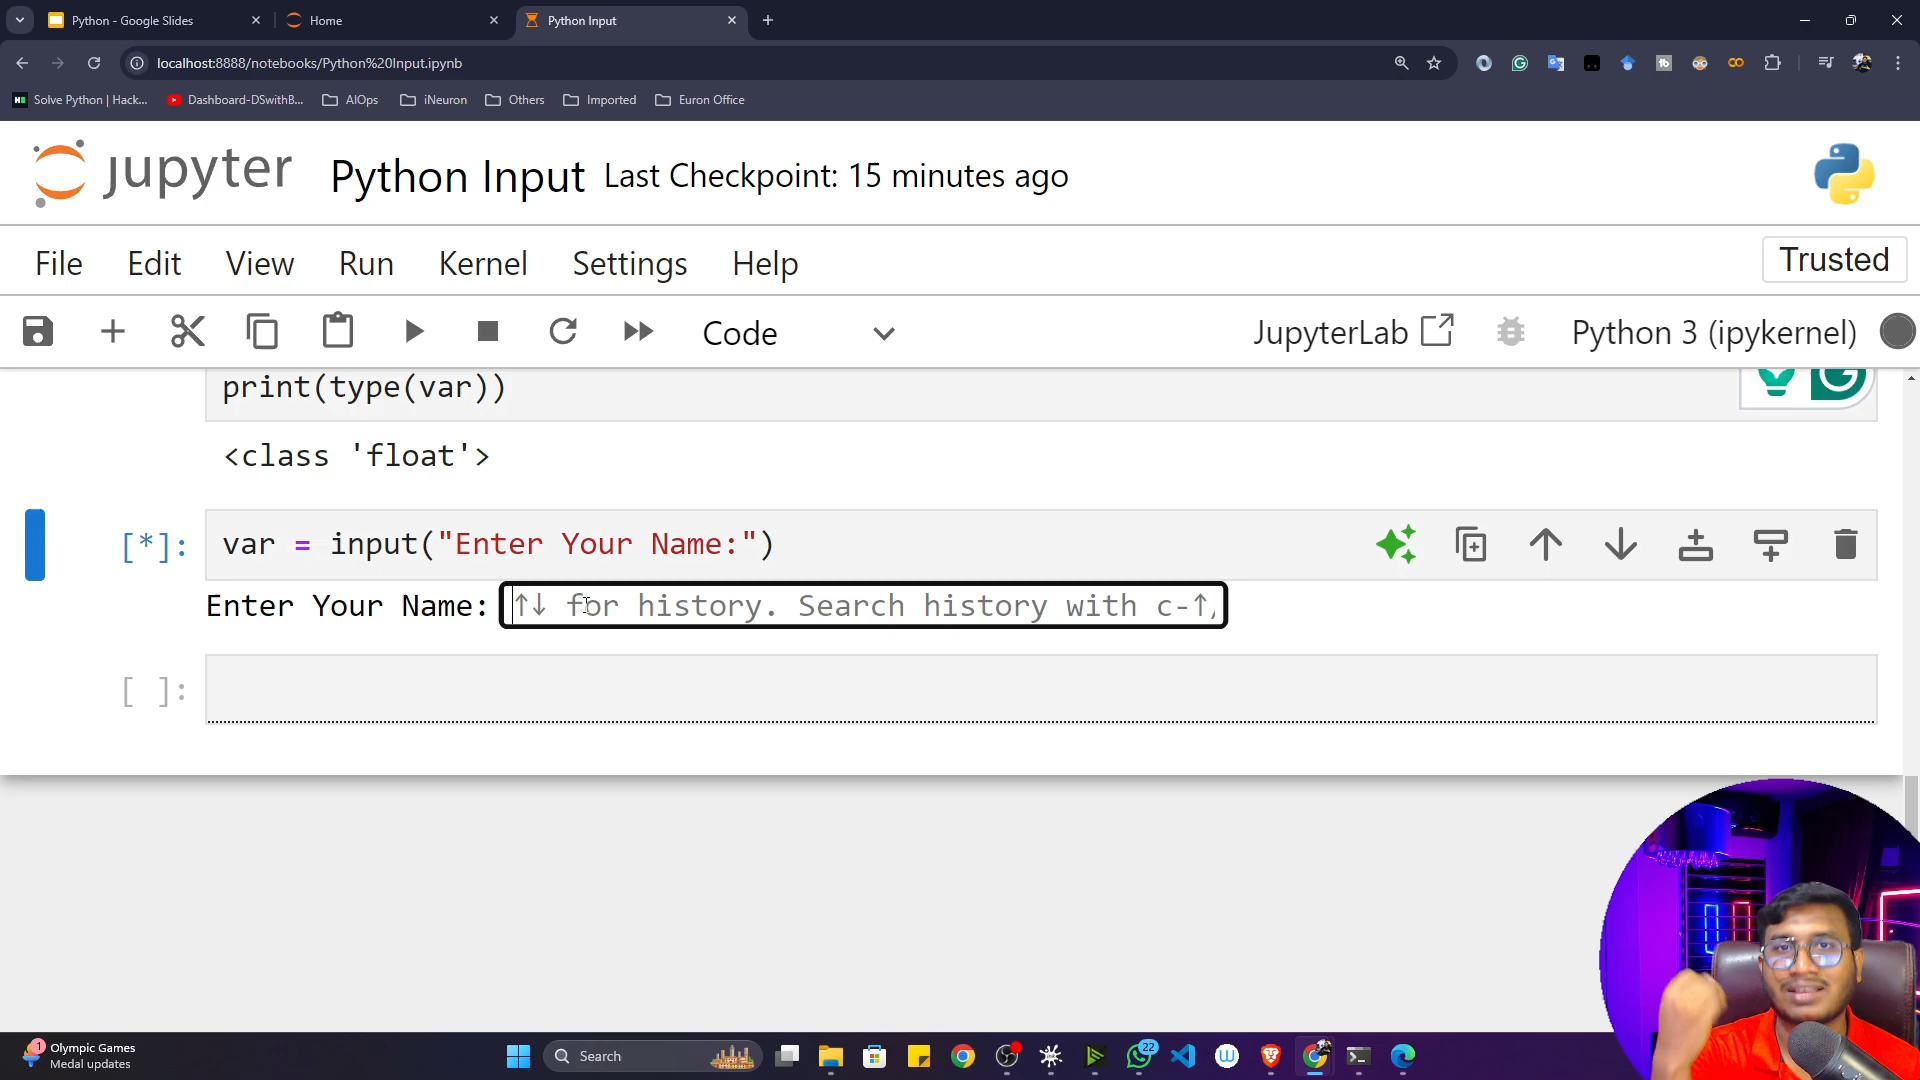 Python - Google Slides
Home
Python Input
localhost:8888/notebooks/Python%20Input.ipynb
Solve Python | Hack...
Dashboard-DSwithB...
AIOps
iNeuron
Others
Imported
Euron Office
jupyter
Python Input
Last Checkpoint: 15 minutes ago
File Edit View Run Kernel Settings Help
Trusted
Code
JupyterLab
Python 3 (ipykernel)
print(type(var))
<class 'float'>
[*]:
var = input("Enter Your Name:")
Enter Your Name: ↑↓ for history. Search history with c-↑/
[ ]:
1
Olympic Games
Medal updates
Search
22